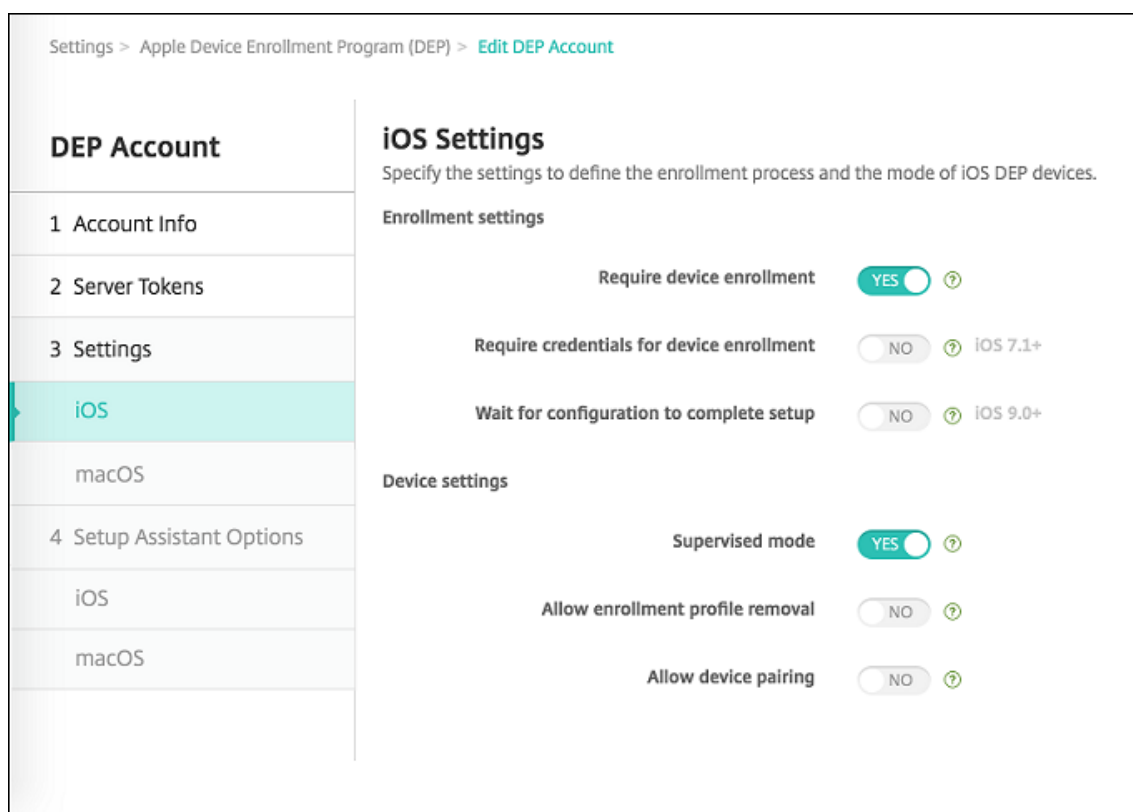 Settings > Apple Device Enrollment Program (DEP) > Edit DEP Account
DEP Account
1 Account Info
2 Server Tokens
3 Settings
iOS
macOS
4 Setup Assistant Options
iOS
macOS
iOS Settings
Specify the settings to define the enrollment process and the mode of iOS DEP devices.
Enrollment settings
Require device enrollment YES ?
Require credentials for device enrollment NO ? iOS 7.1+
Wait for configuration to complete setup NO ? iOS 9.0+
Device settings
Supervised mode YES ?
Allow enrollment profile removal NO ?
Allow device pairing NO ?